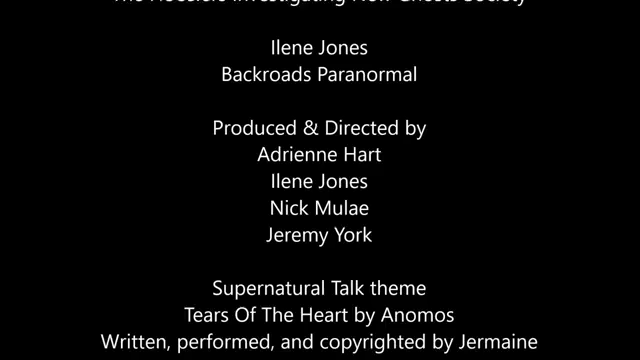 Ilene Jones
Backroads Paranormal
Produced & Directed by
Adrienne Hart
Ilene Jones
Nick Mulae
Jeremy York
Supernatural Talk theme
Tears Of The Heart by Anomos
Written, performed, and copyrighted by Jermaine